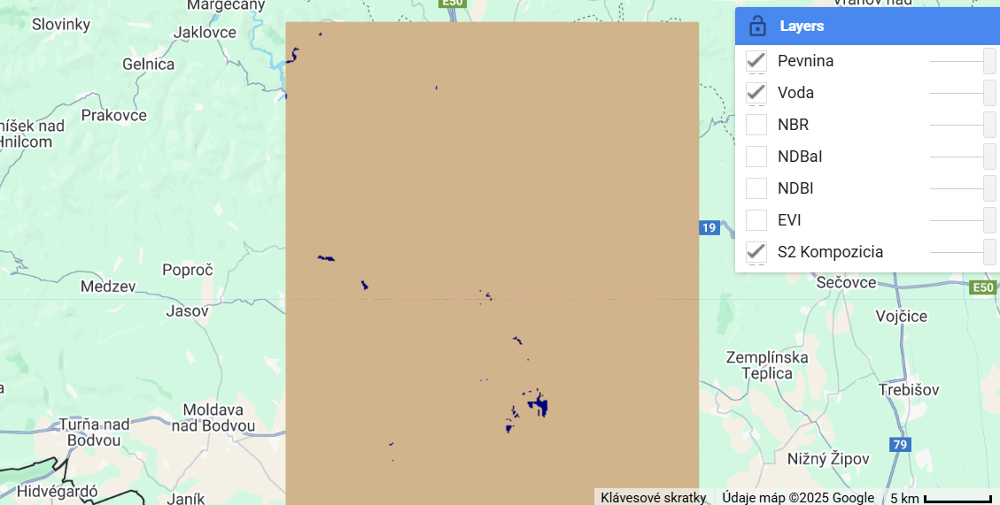 Margecany
E50
Vranov nad
Slovinky
Jaklovce
Gelnica
Prakovce
níšek nad
Hnilcom
Layers
Pevnina
Voda
NBR
NDBaI
NDBI
EVI
S2 Kompozicia
19
Poproč
Medzev
Jasov
Sečovce
E50
Vojčice
Zemplínska
Teplica
Trebišov
Moldava
nad Bodvou
Turňa nad
Bodvou
79
Nižný Žipov
Hidvégardó
Janík
Klávesové skratky
Údaje máp ©2025 Google
5 km